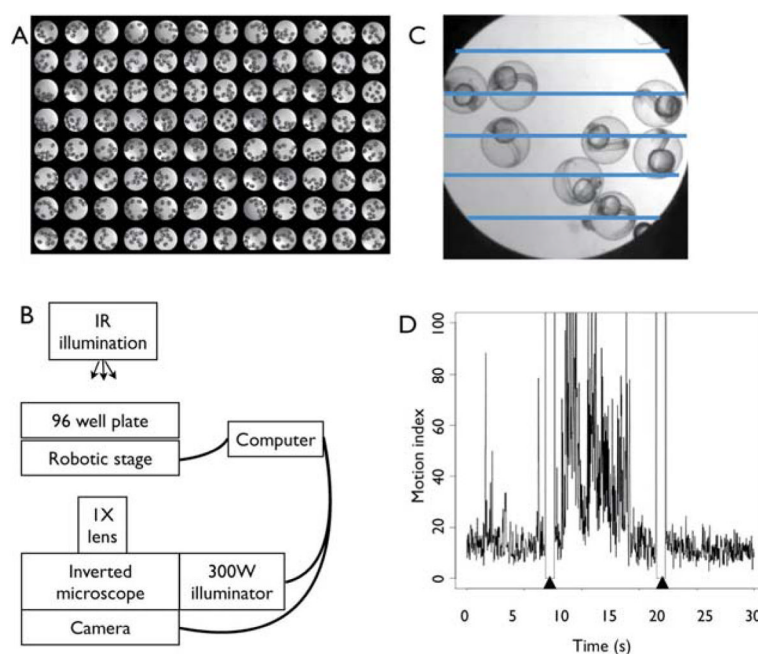 A
C
B
IR
illumination
96 well plate
Robotic stage
Computer
1X
lens
Inverted
microscope
300W
illuminator
Camera
D
100
80
60
40
20
0
Motion index
0 5 10 15 20 25 30
Time (s)